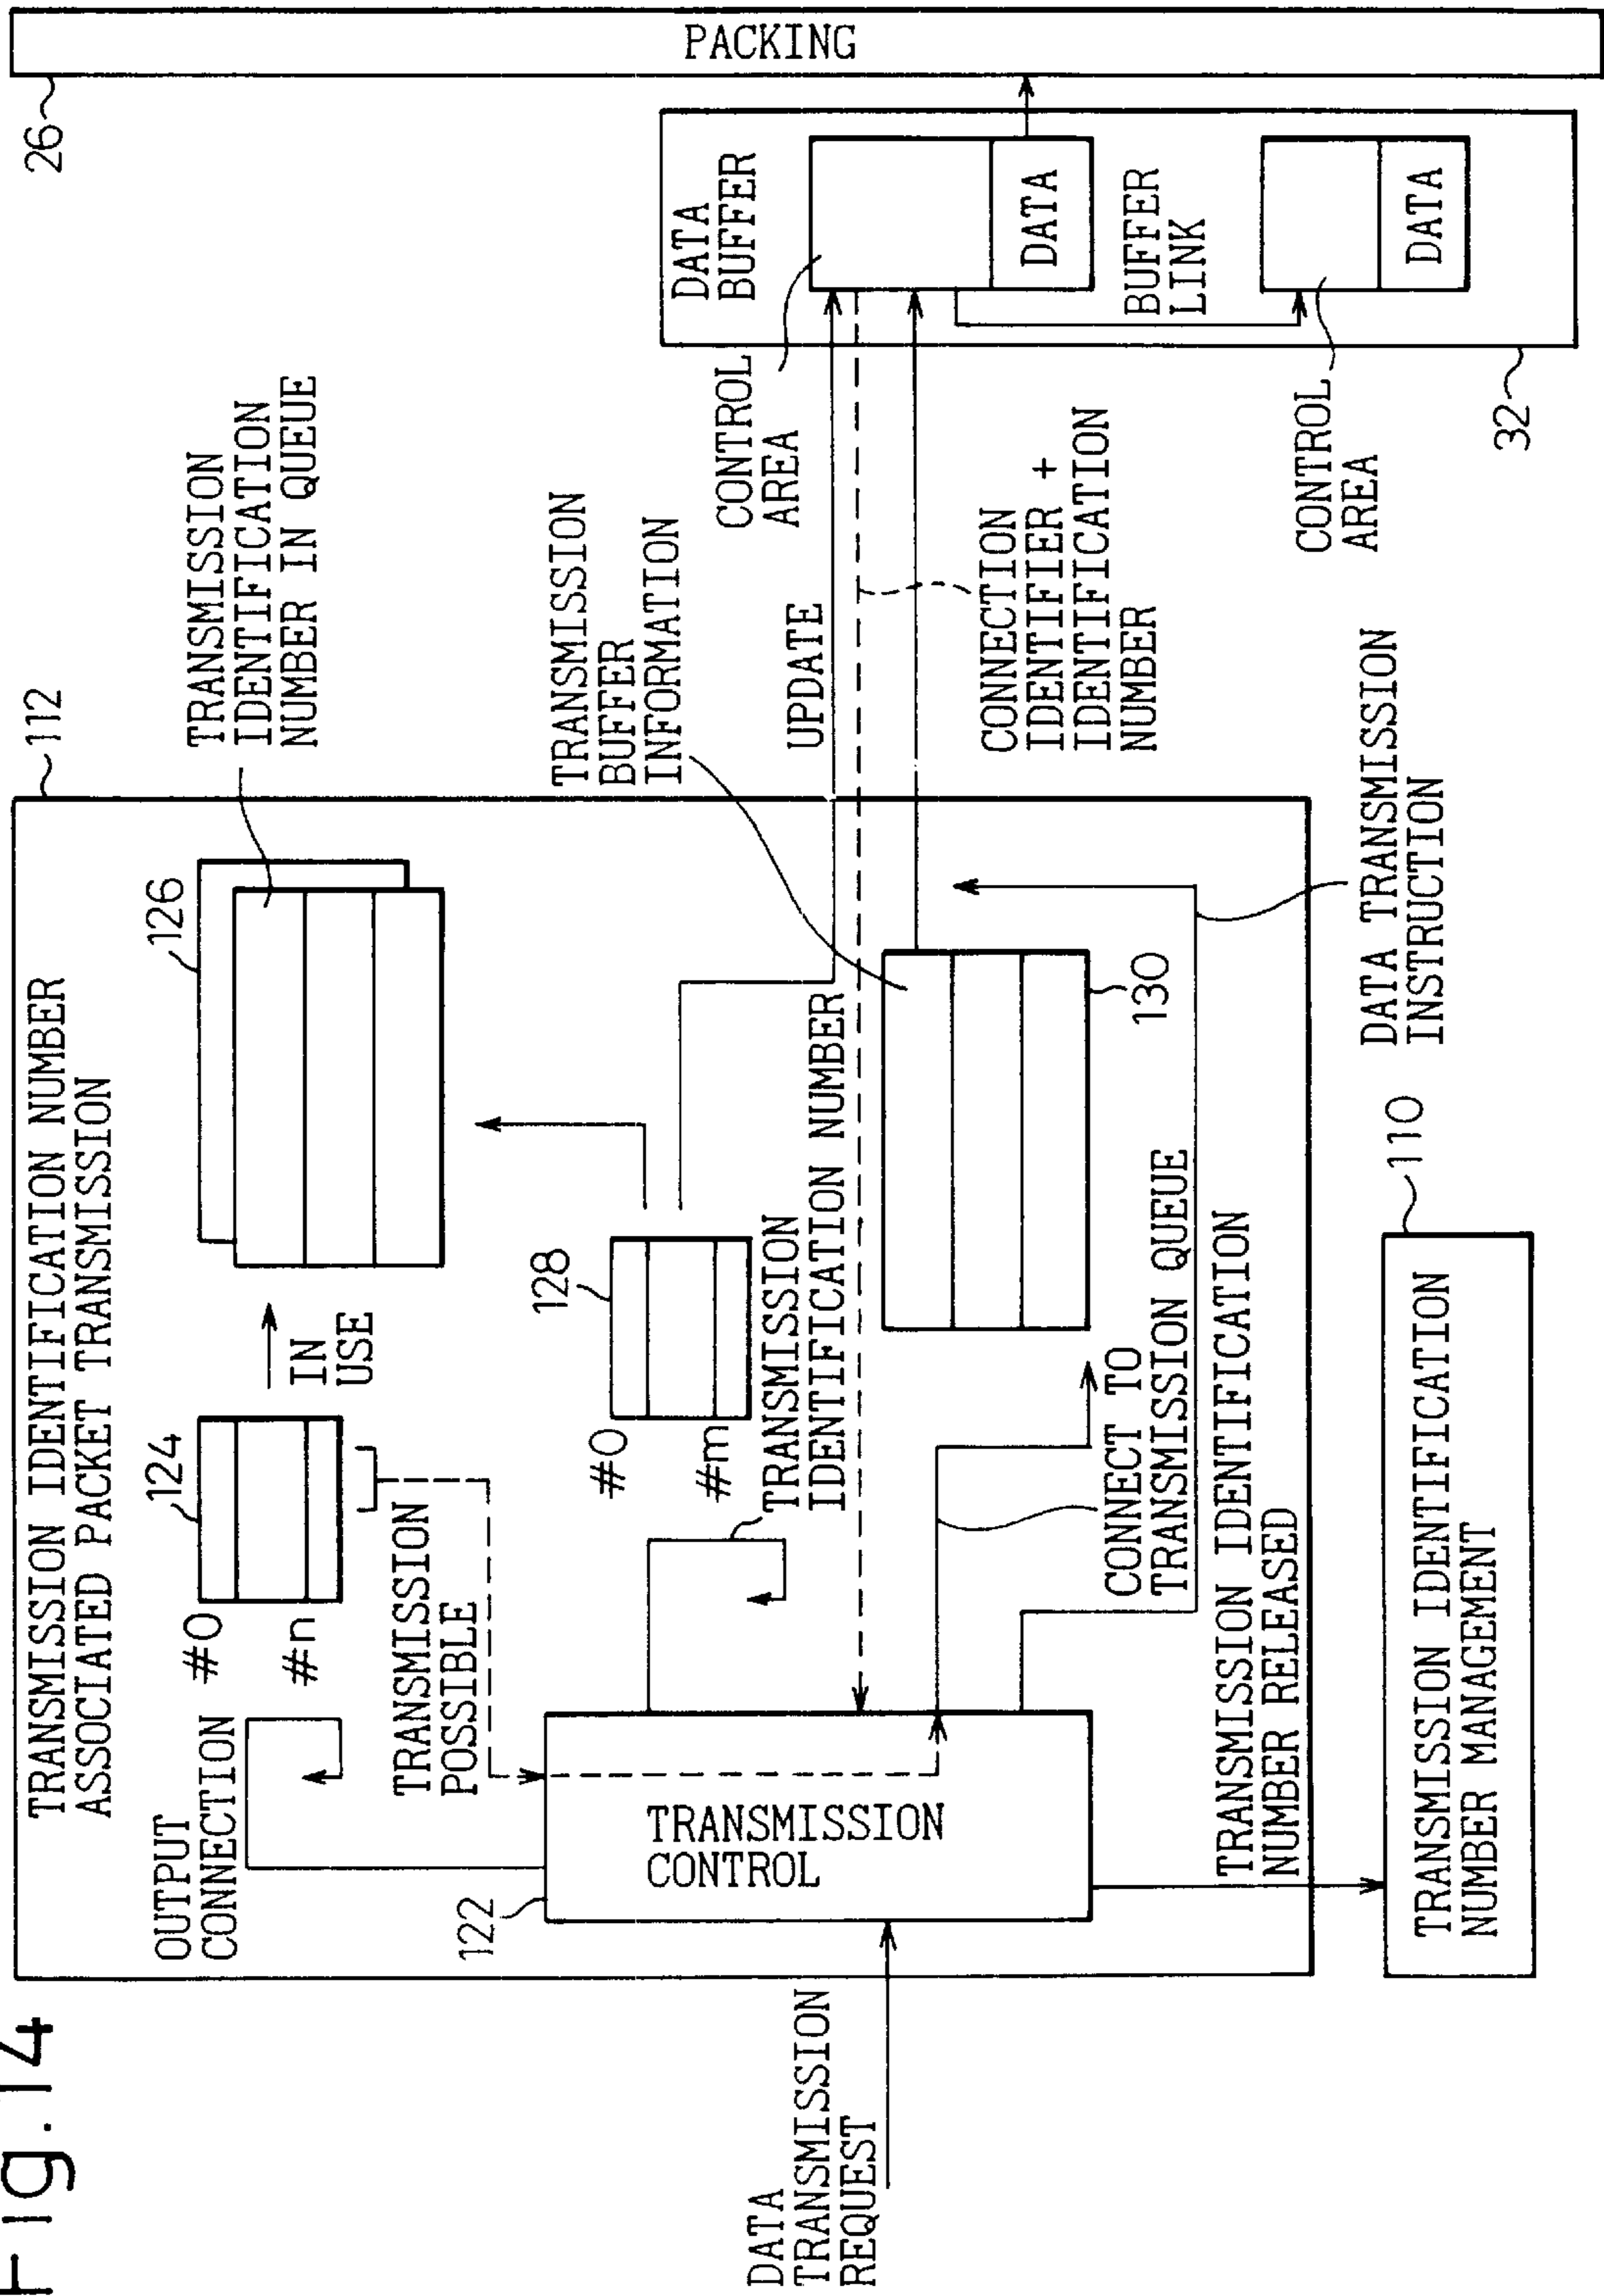 Fig.14
TRANSMISSION IDENTIFICATION NUMBER
ASSOCIATED PACKET TRANSMISSION
112
OUTPUT
CONNECTION
#0
#n
124
IN
USE
126
TRANSMISSION
IDENTIFICATION
NUMBER IN QUEUE
TRANSMISSION
POSSIBLE
122
TRANSMISSION
CONTROL
DATA
TRANSMISSION
REQUEST
#0
#m
128
TRANSMISSION
IDENTIFICATION NUMBER
TRANSMISSION
BUFFER
INFORMATION
130
UPDATE
CONNECTION
IDENTIFIER +
IDENTIFICATION
NUMBER
CONNECT TO
TRANSMISSION QUEUE
TRANSMISSION IDENTIFICATION
NUMBER RELEASED
DATA TRANSMISSION
INSTRUCTION
110
TRANSMISSION IDENTIFICATION
NUMBER MANAGEMENT
CONTROL
AREA
DATA
BUFFER
DATA
BUFFER
LINK
DATA
CONTROL
AREA
32
26
PACKING